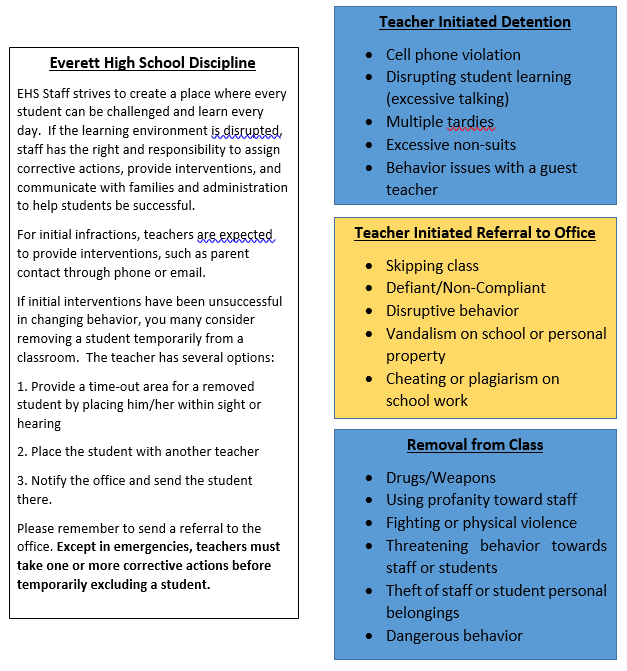 Everett High School Discipline
EHS Staff strives to create a place where every
student can be challenged and learn every
day.  If the learning environment is disrupted,
staff has the right and responsibility to assign
corrective actions, provide interventions, and
communicate with families and administration
to help students be successful.
For initial infractions, teachers are expected
to provide interventions, such as parent
contact through phone or email.
If initial interventions have been unsuccessful
in changing behavior, you many consider
removing a student temporarily from a
classroom.  The teacher has several options:
1. Provide a time-out area for a removed
student by placing him/her within sight or
hearing
2. Place the student with another teacher
3. Notify the office and send the student
there.
Please remember to send a referral to the
office. Except in emergencies, teachers must
take one or more corrective actions before
temporarily excluding a student.
Teacher Initiated Detention
• Cell phone violation
• Disrupting student learning
(excessive talking)
• Multiple tardies
• Excessive non-suits
• Behavior issues with a guest
teacher
Teacher Initiated Referral to Office
• Skipping class
• Defiant/Non-Compliant
• Disruptive behavior
• Vandalism on school or personal
property
• Cheating or plagiarism on
school work
Removal from Class
• Drugs/Weapons
• Using profanity toward staff
• Fighting or physical violence
• Threatening behavior towards
staff or students
• Theft of staff or student personal
belongings
• Dangerous behavior